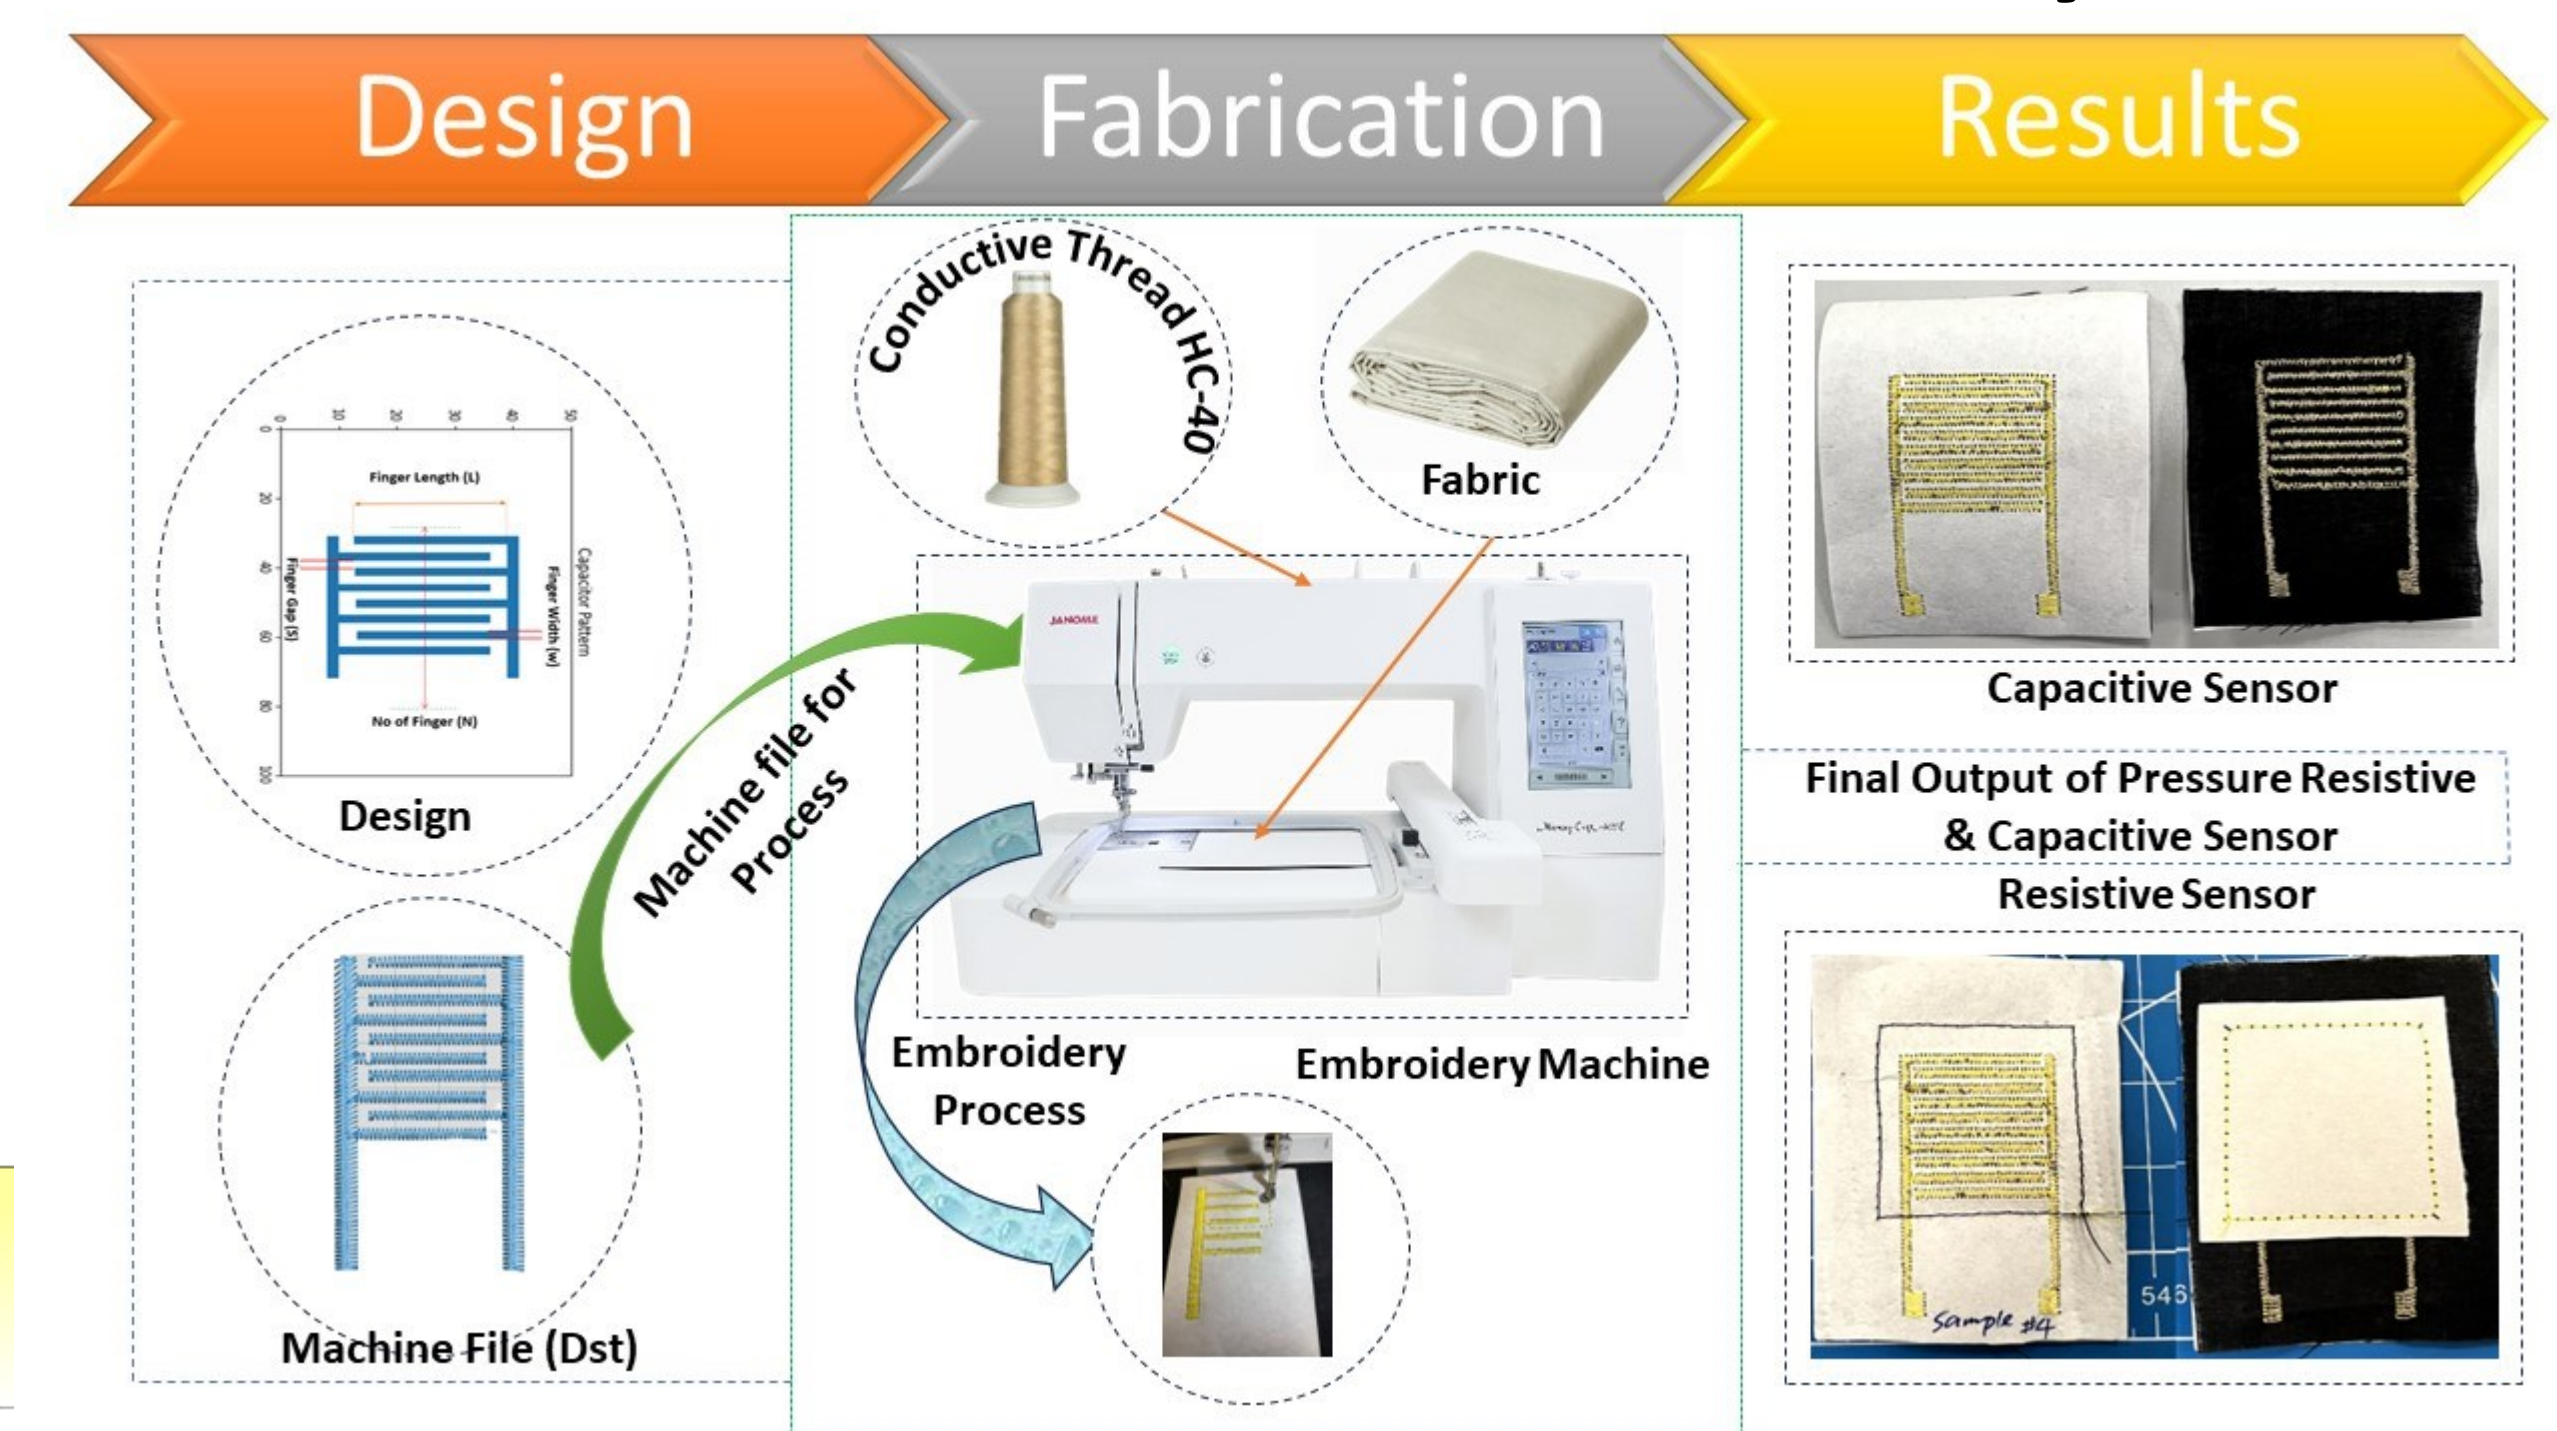 Design
Fabrication
Results
0
10
20
30
40
50
0
20
40
60
80
100
Finger Length (L)
Finger Gap (S)
Finger Width (w)
Capacitor Pattern
No of Finger (N)
Design
Machine File (Dst)
Machine file for
Process
Conductive Thread HC-40
Fabric
JANOME
Embroidery
Process
Embroidery Machine
Capacitive Sensor
Final Output of Pressure Resistive
& Capacitive Sensor
Resistive Sensor
546
Sample #4